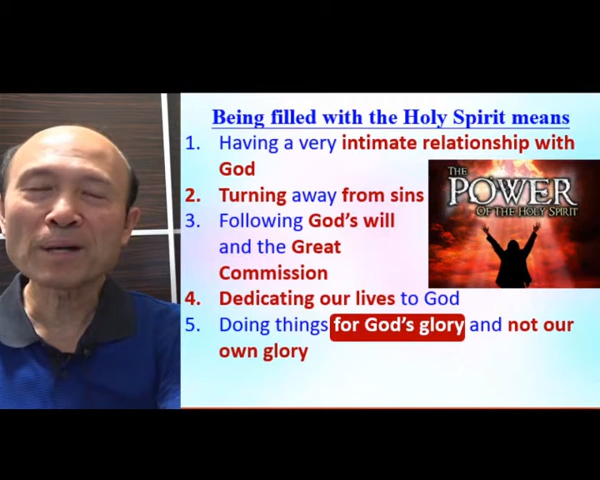 Being filled with the Holy Spirit means
1. Having a very intimate relationship with
God
2. Turning away from sins
3. Following God's will
and the Great
Commission
4. Dedicating our lives to God
5. Doing things for God's glory and not our
own glory
THE
POWER
OF THE HOLY SPIRIT